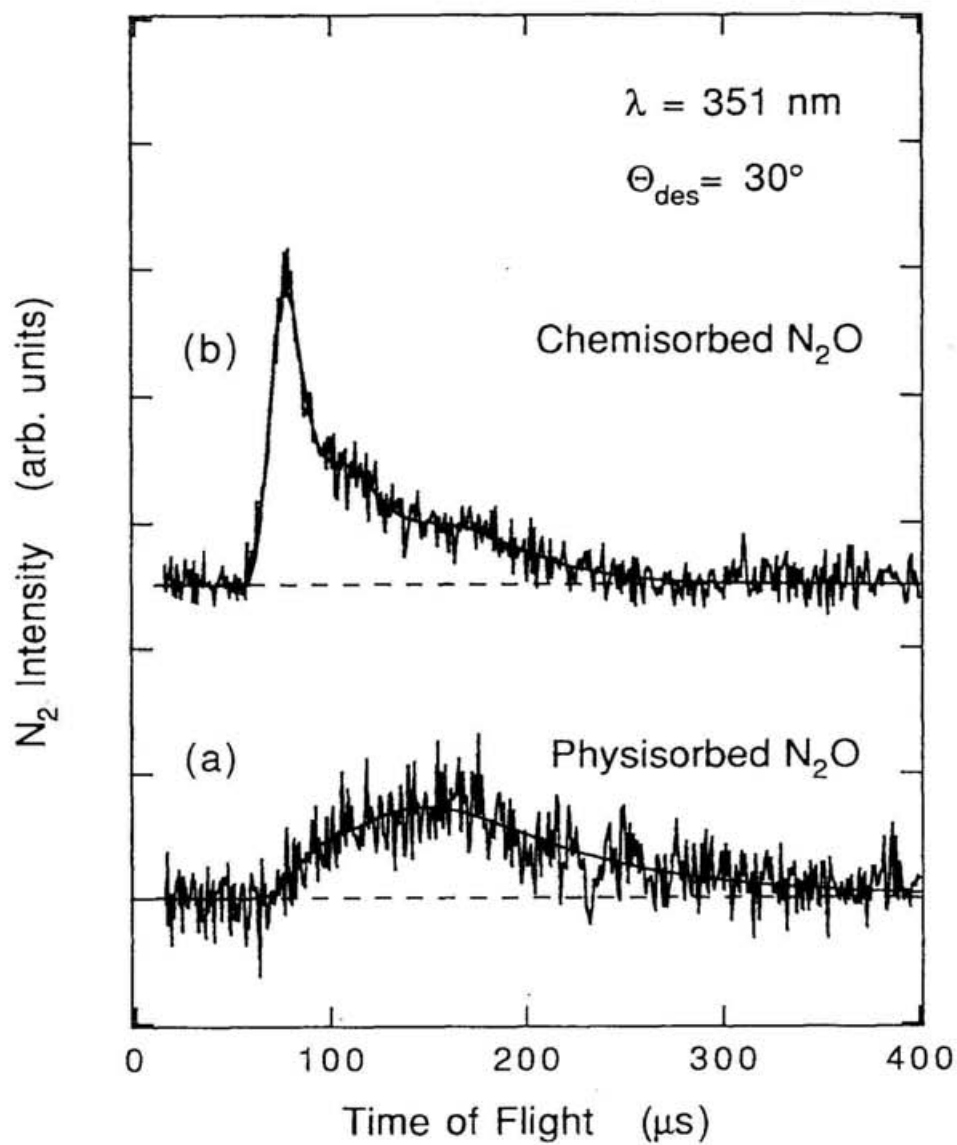 λ = 351 nm
Θdes = 30°
(b)
Chemisorbed N₂O
(a)
Physisorbed N₂O
N₂ Intensity (arb. units)
0 100 200 300 400
Time of Flight (μs)